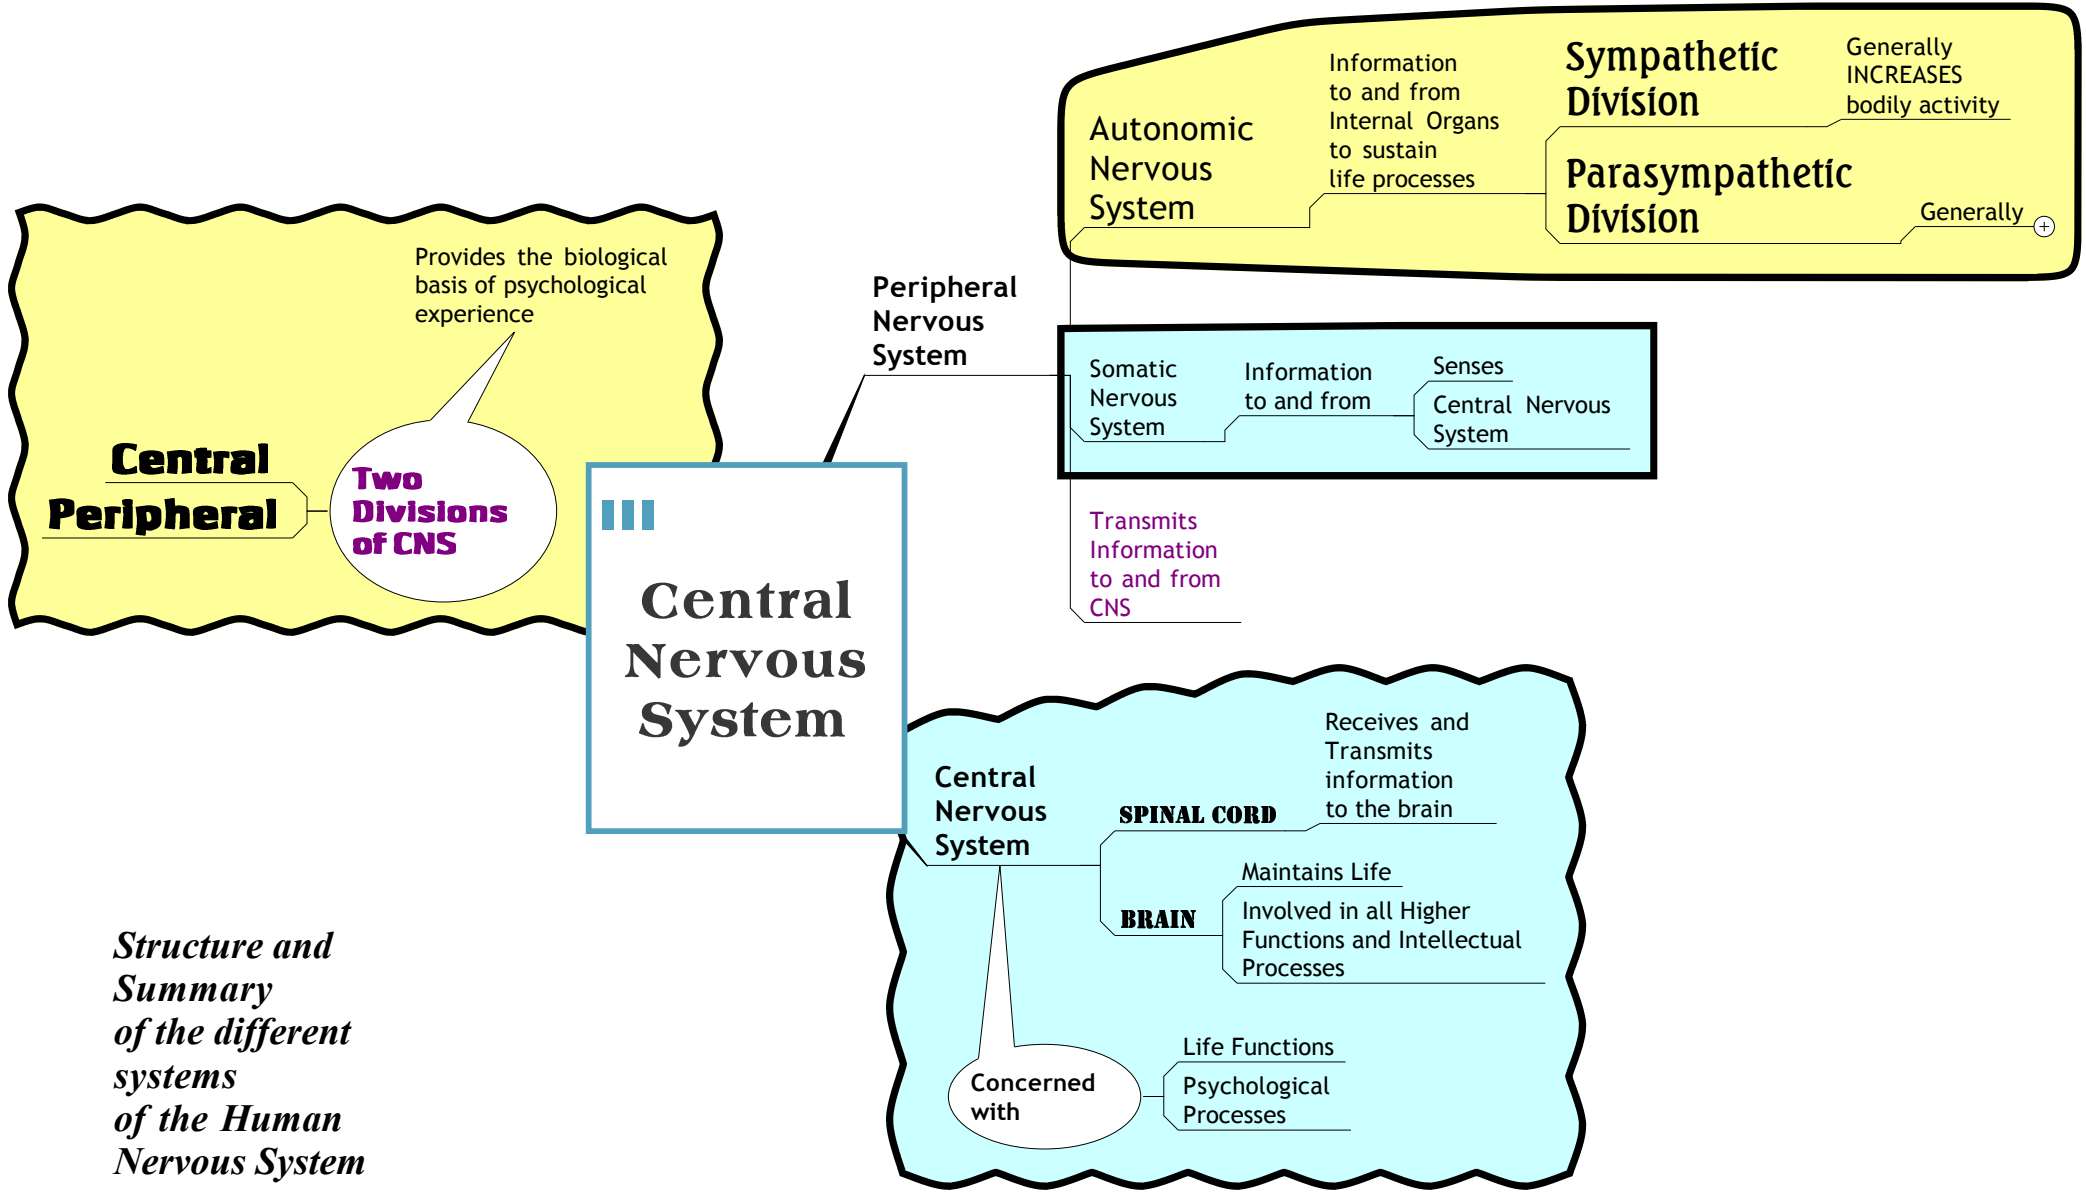 Provides the biological
basis of psychological
experience
Central
Peripheral
Two
Divisions
of CNS
Central
Nervous
System
Peripheral
Nervous
System
Autonomic
Nervous
System
Information
to and from
Internal Organs
to sustain
life processes
Sympathetic
Division
Generally
INCREASES
bodily activity
Parasympathetic
Division
Generally
Somatic
Nervous
System
Information
to and from
Senses
Central Nervous
System
Transmits
Information
to and from
CNS
Central
Nervous
System
SPINAL CORD
Receives and
Transmits
information
to the brain
BRAIN
Maintains Life
Involved in all Higher
Functions and Intellectual
Processes
Concerned
with
Life Functions
Psychological
Processes
Structure and
Summary
of the different
systems
of the Human
Nervous System